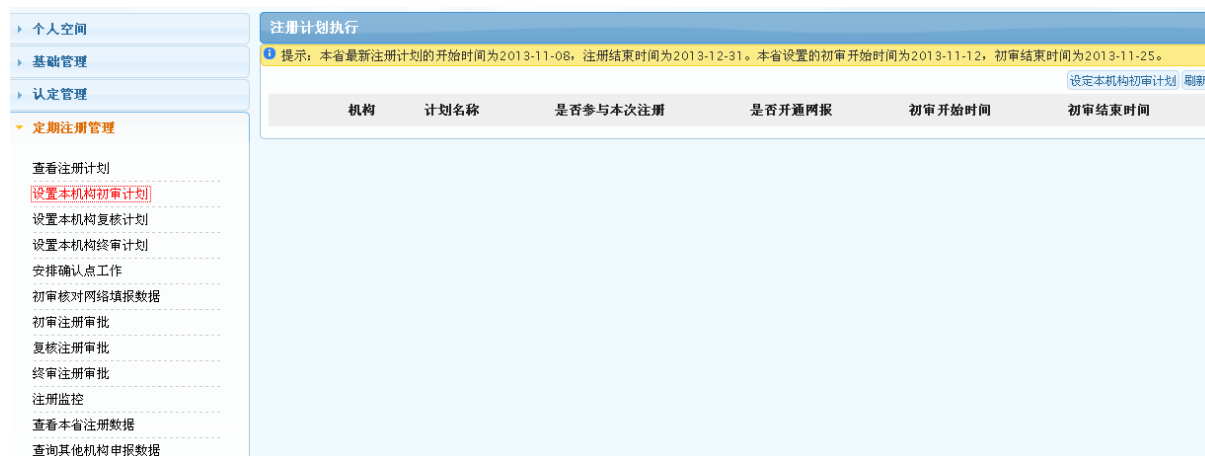 个人空间
基础管理
认定管理
定期注册管理
查看注册计划
设置本机构初审计划
设置本机构复核计划
设置本机构终审计划
安排确认点工作
初审核对网络填报数据
初审注册审批
复核注册审批
终审注册审批
注册监控
查看本省注册数据
查询其他机构申报数据
注册计划执行
提示：本省最新注册计划的开始时间为2013-11-08，注册结束时间为2013-12-31。本省设置的初审开始时间为2013-11-12，初审结束时间为2013-11-25。
设定本机构初审计划 刷新
机构 计划名称 是否参与本次注册 是否开通网报 初审开始时间 初审结束时间